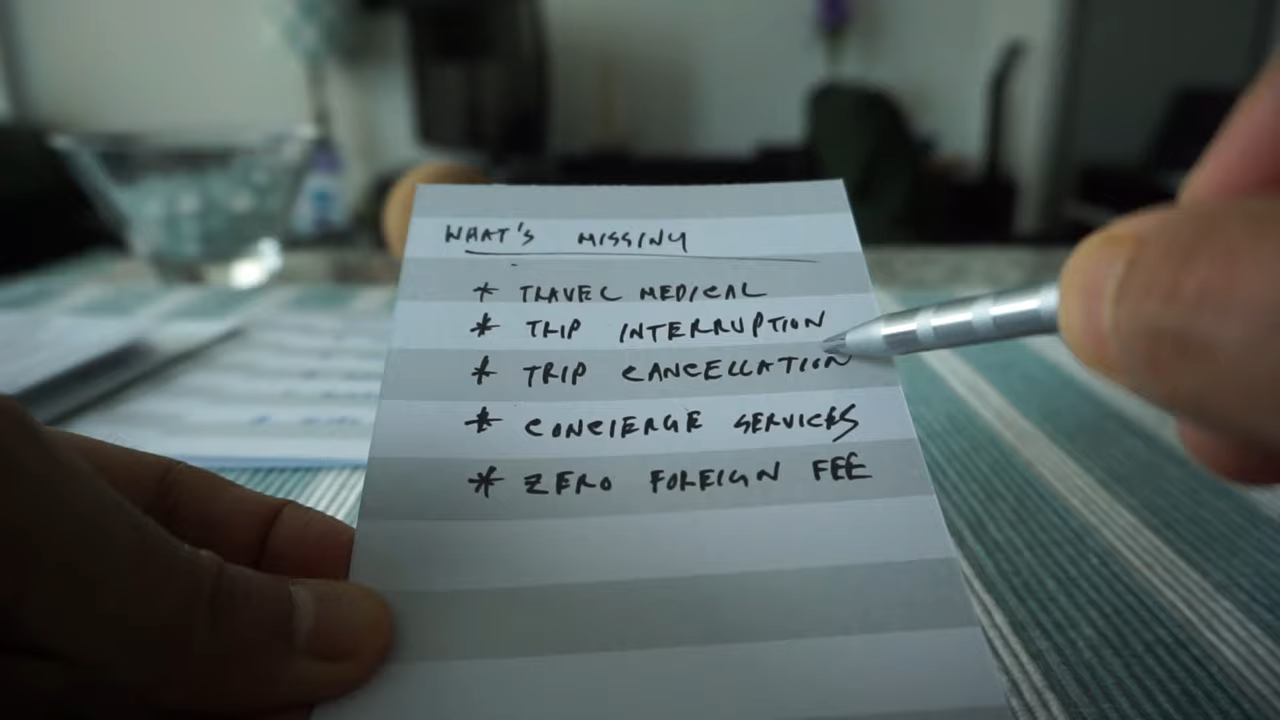 WHAT'S MISSING
* TRAVEL MEDICAL
* TRIP INTERRUPTION
* TRIP CANCELLATION
* CONCIERGE SERVICES
* ZERO FOREIGN FEE